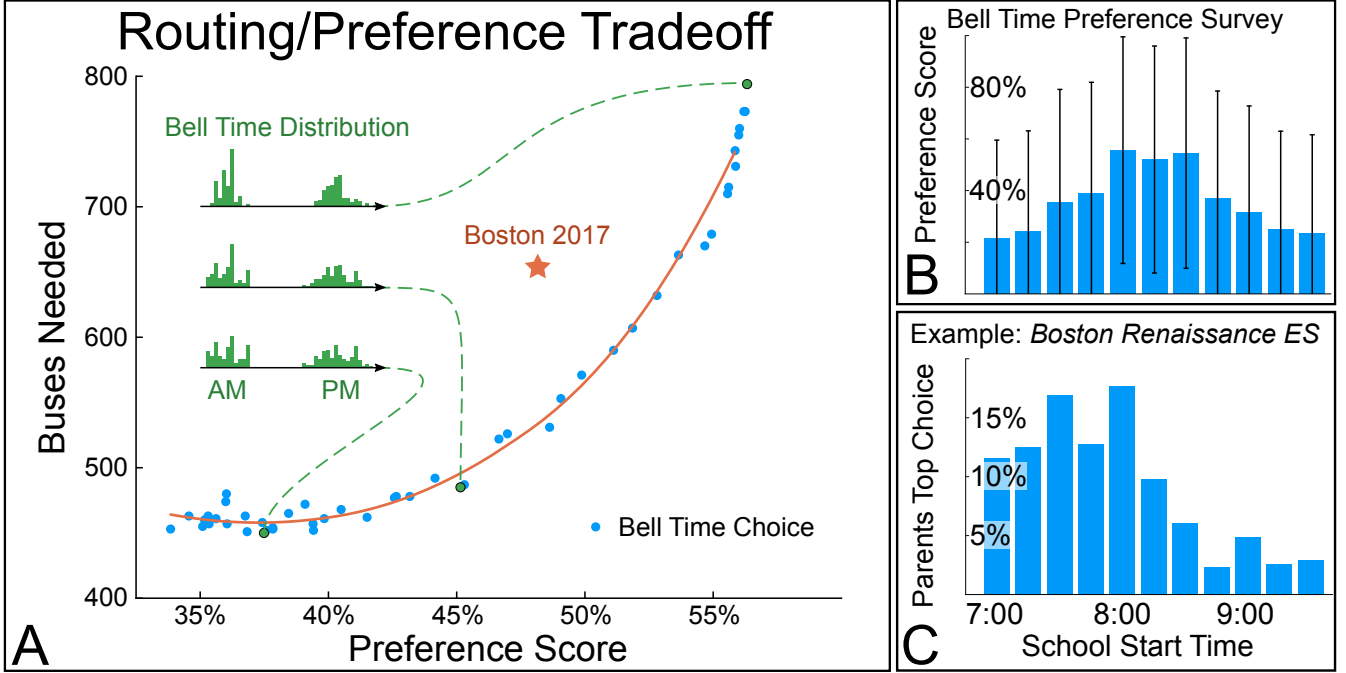 Routing/Preference Tradeoff
800
700
600
500
400
Buses Needed
Bell Time Distribution
AM PM
Boston 2017
Bell Time Choice
35% 40% 45% 50% 55%
Preference Score
A
Bell Time Preference Survey
Preference Score
80%
40%
B
Example: Boston Renaissance ES
Parents Top Choice
15%
10%
5%
7:00 8:00 9:00
School Start Time
C